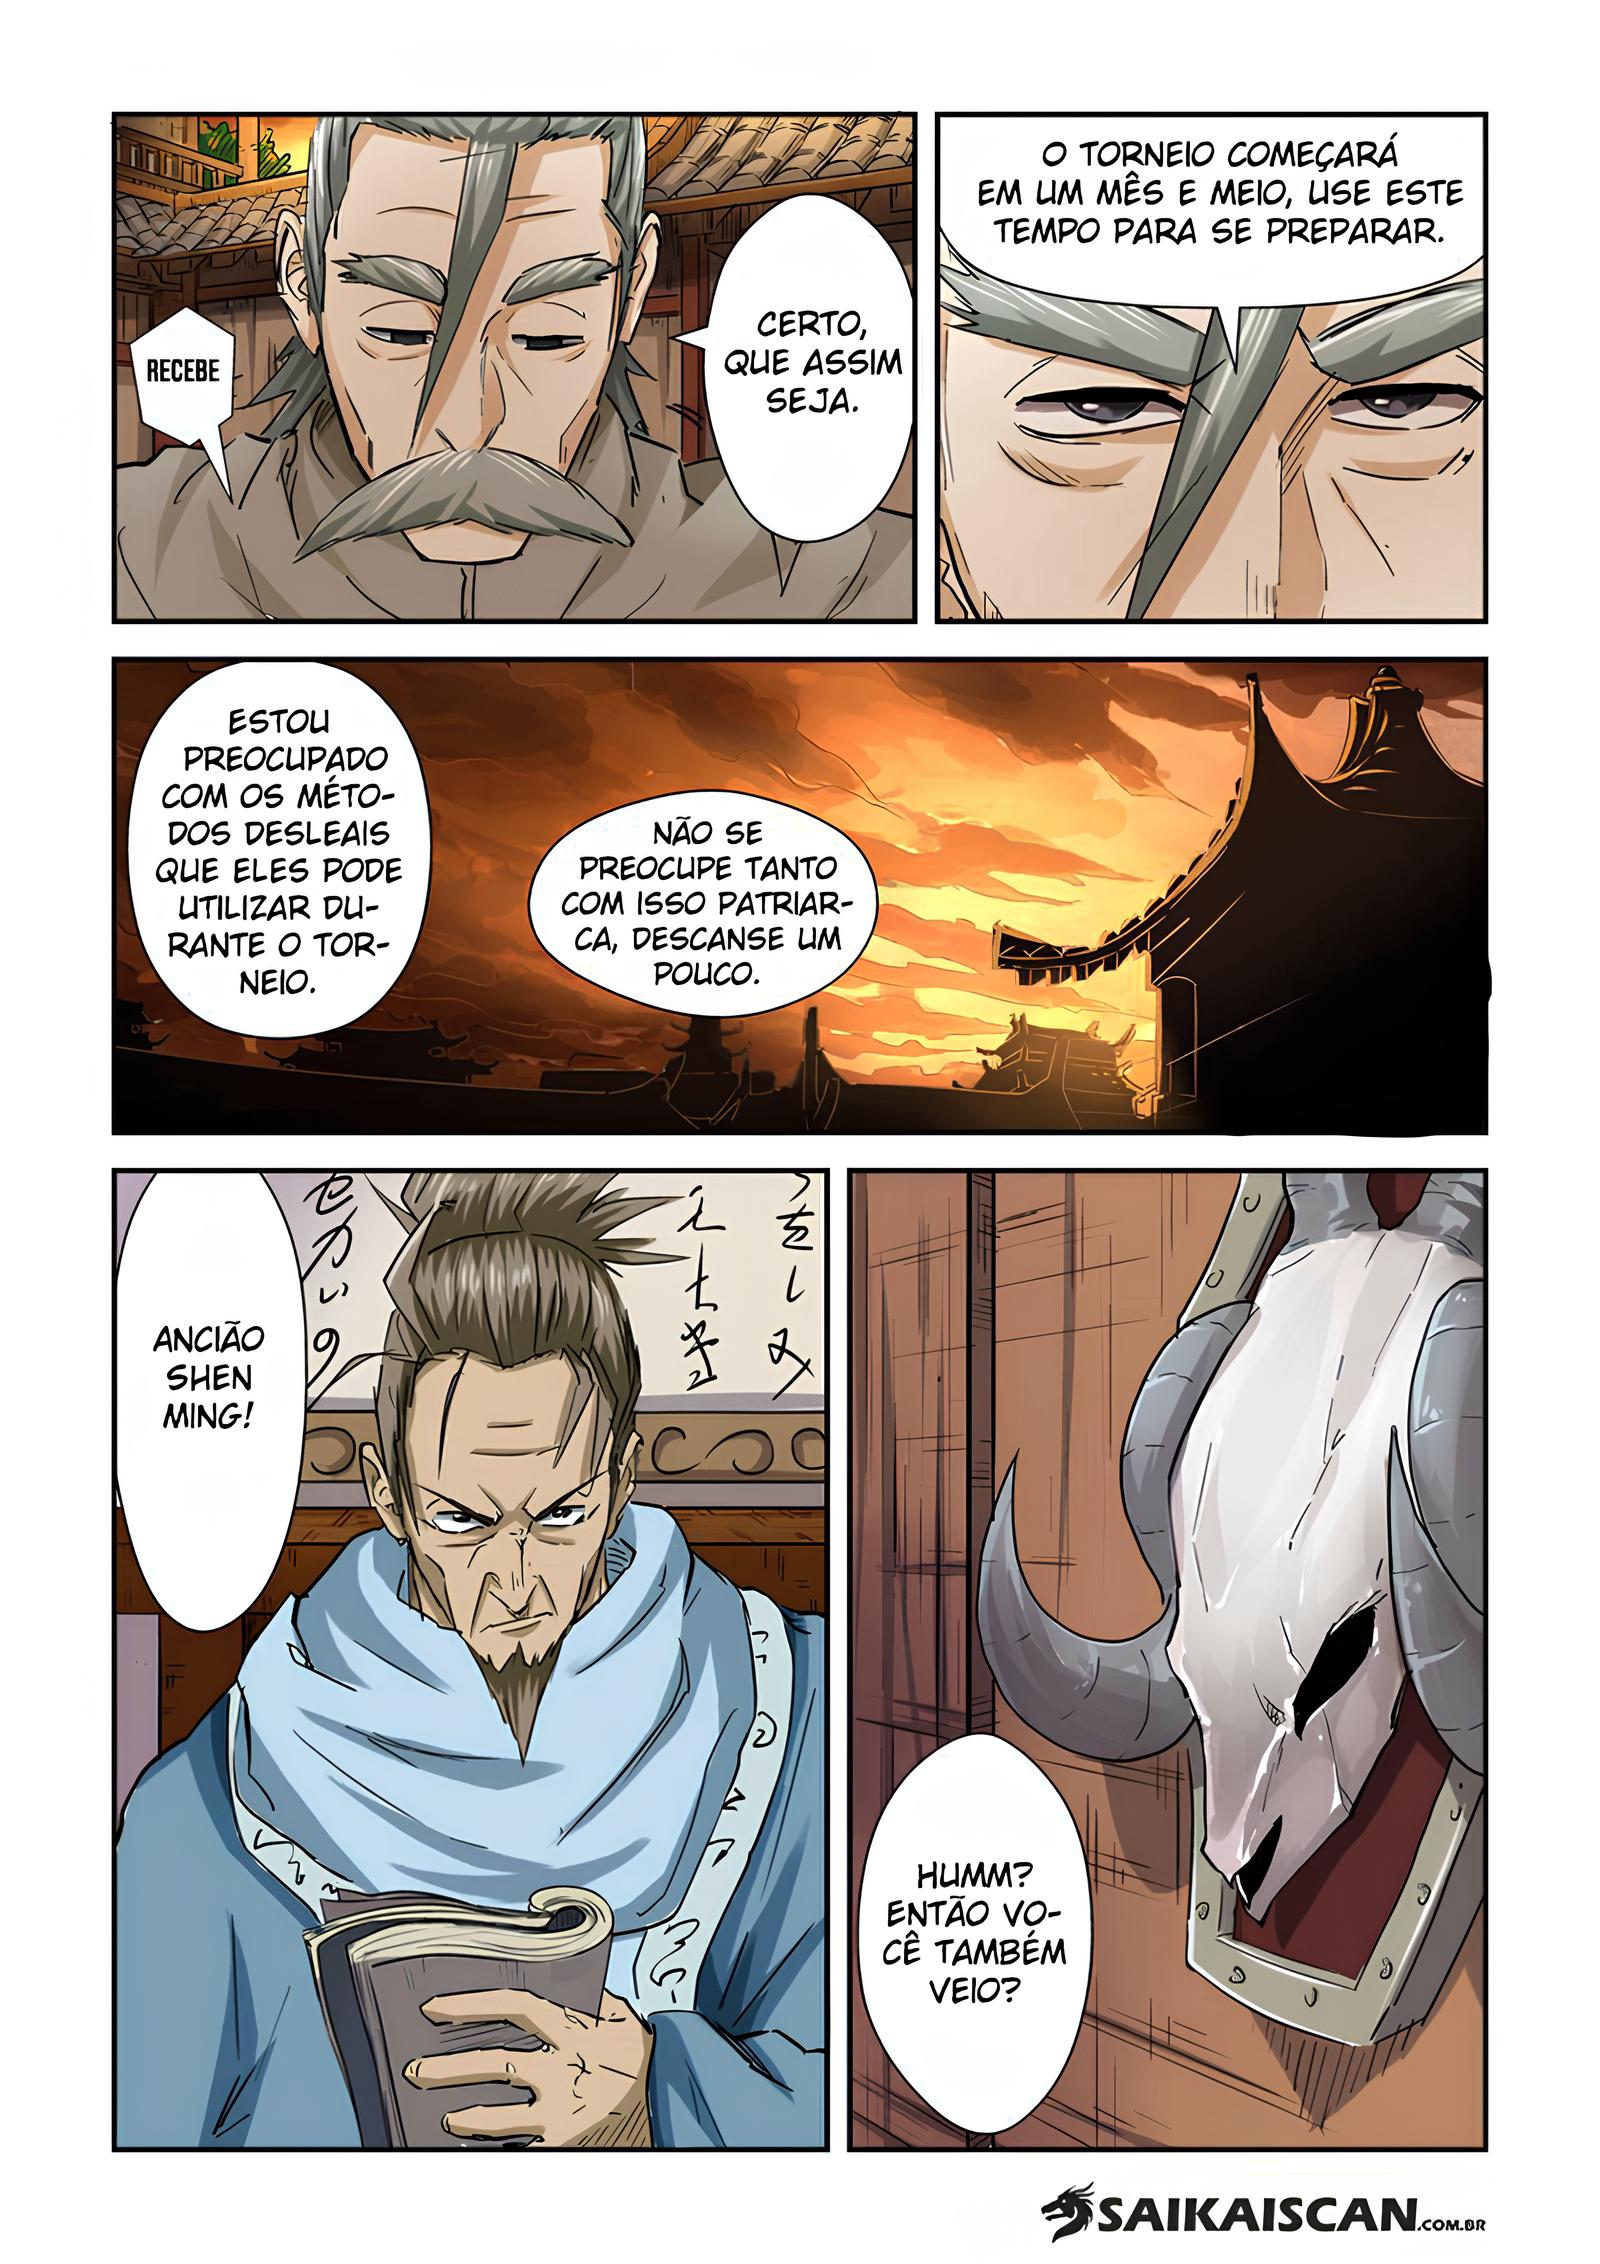 RECEBE
CERTO,
QUE ASSIM
SEJA.
O TORNEIO COMEÇARÁ
EM UM MÊS E MEIO, USE ESTE
TEMPO PARA SE PREPARAR.
ESTOU
PREOCUPADO
COM OS MÉTO-
DOS DESLEAIS
QUE ELES PODE
UTILIZAR DU-
RANTE O TOR-
NEIO.
NÃO SE
PREOCUPE TANTO
COM ISSO PATRIAR-
CA, DESCANSE UM
POUCO.
ANCIÃO
SHEN
MING!
HUMM?
ENTÃO VO-
CÊ TAMBÉM
VEIO?
SAIKAISCAN.COM.BR